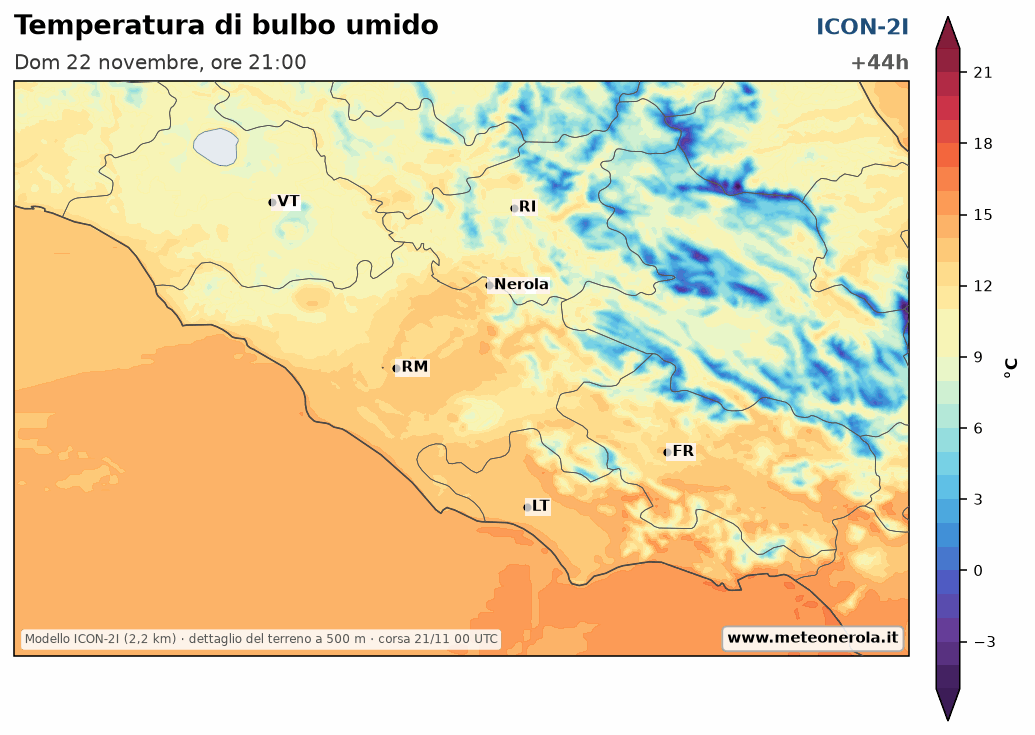 Temperatura di bulbo umido
ICON-2I
Dom 22 novembre, ore 21:00
+44h
VT
RI
Nerola
RM
FR
LT
21
18
15
12
9
6
3
0
−3
°C
Modello ICON-2I (2,2 km) · dettaglio del terreno a 500 m · corsa 21/11 00 UTC
www.meteonerola.it